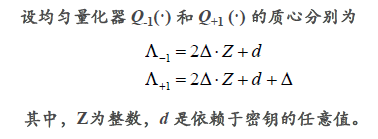 设均匀量化器 Q-1(·) 和 Q+1 (·) 的质心分别为
Λ₋₁ = 2Δ · Z + d
Λ₊₁ = 2Δ · Z + d + Δ
其中，Z为整数，d 是依赖于密钥的任意值。